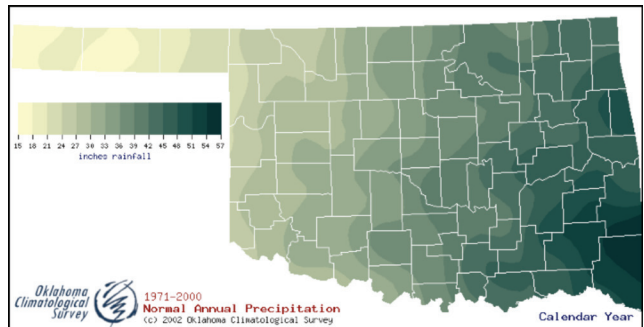 15 18 21 24 27 30 33 36 39 42 45 48 51 54 57
inches rainfall
Oklahoma
Climatological
Survey
1971-2000
Normal Annual Precipitation
(c) 2002 Oklahoma Climatological Survey
Calendar Year